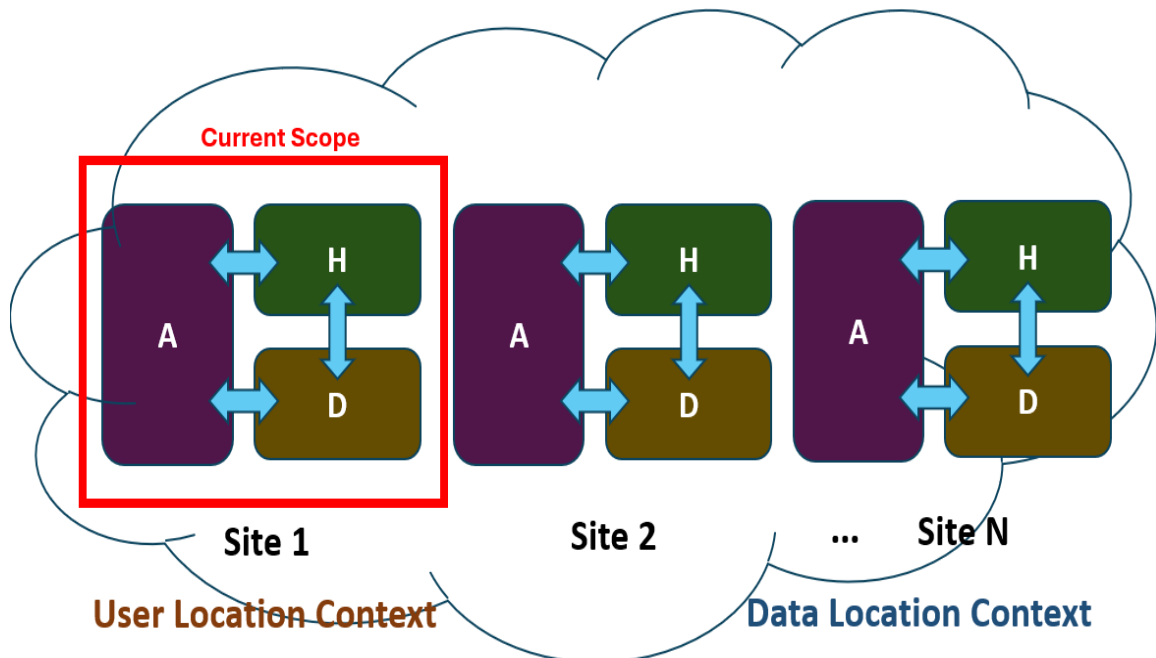 Current Scope
A
H
D
A
H
D
A
H
D
Site 1
Site 2
...
Site N
User Location Context
Data Location Context